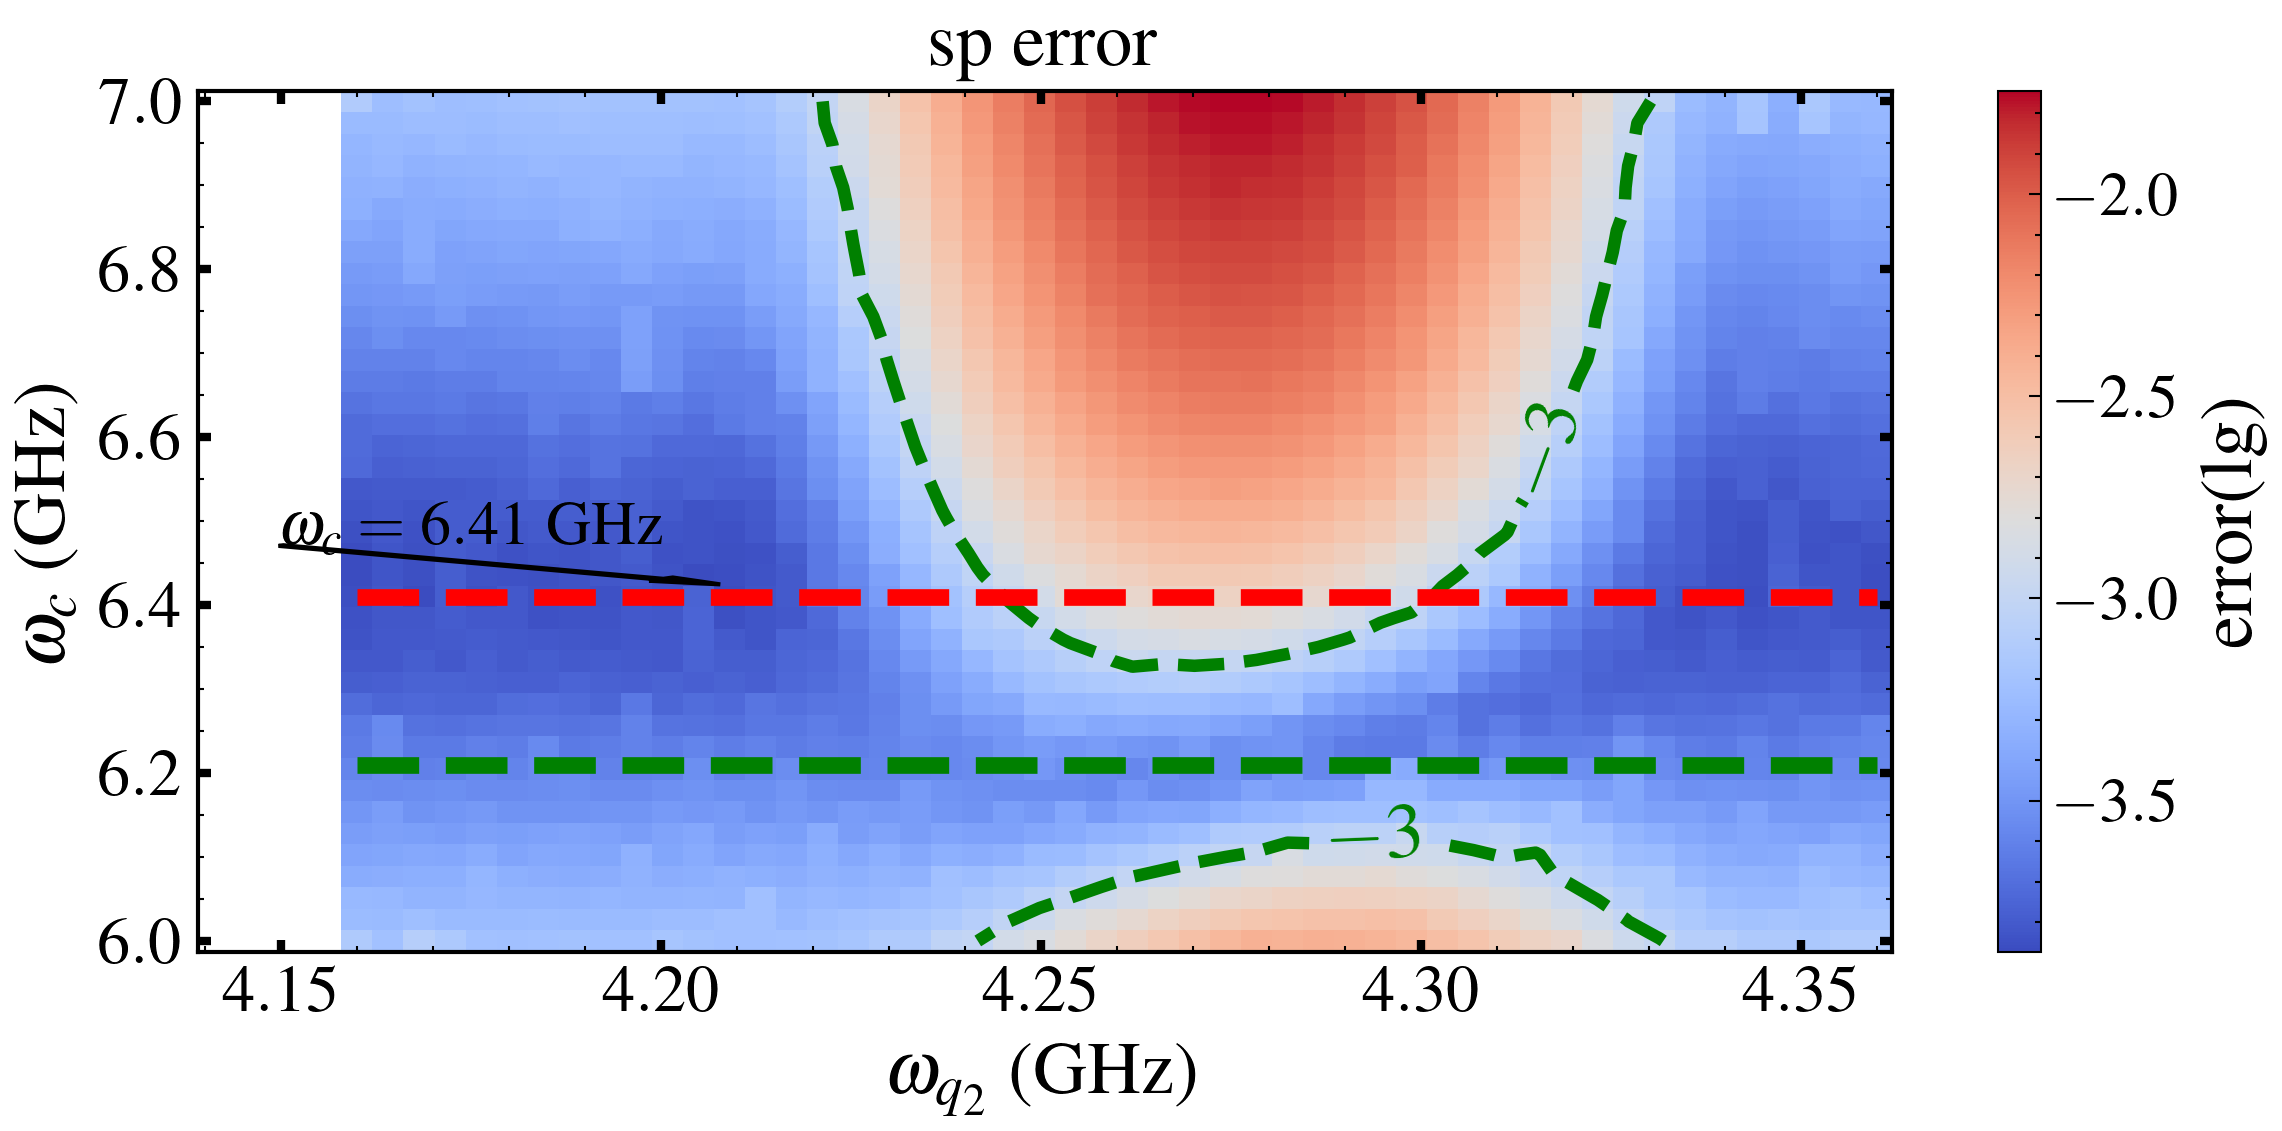 sp error
7.0
6.8
6.6
6.4
6.2
6.0
ω_c (GHz)
ω_c = 6.41 GHz
−3
−3
4.15 4.20 4.25 4.30 4.35
ω_{q_2} (GHz)
−2.0
−2.5
−3.0
−3.5
error(lg)